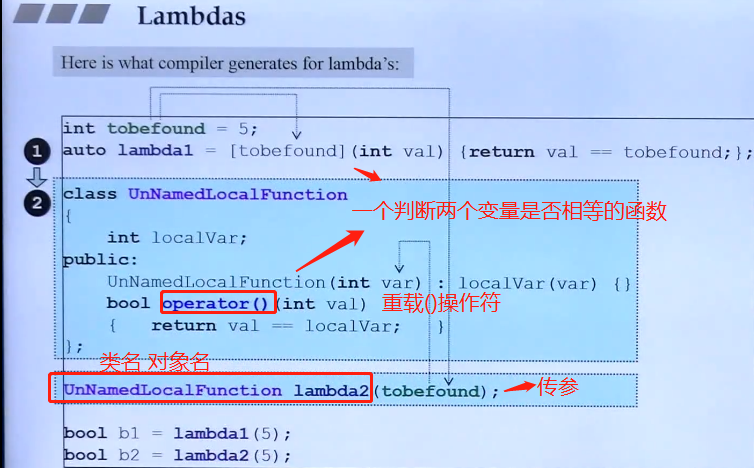 Lambdas
Here is what compiler generates for lambda's:
int tobefound = 5;
1
auto lambda1 = [tobefound](int val) {return val == tobefound;};
2
class UnNamedLocalFunction
{
一个判断两个变量是否相等的函数
int localVar;
public:
UnNamedLocalFunction(int var) : localVar(var) {}
bool operator()(int val) 重载()操作符
{ return val == localVar; }
};
类名 对象名
UnNamedLocalFunction lambda2(tobefound); 传参
bool b1 = lambda1(5);
bool b2 = lambda2(5);